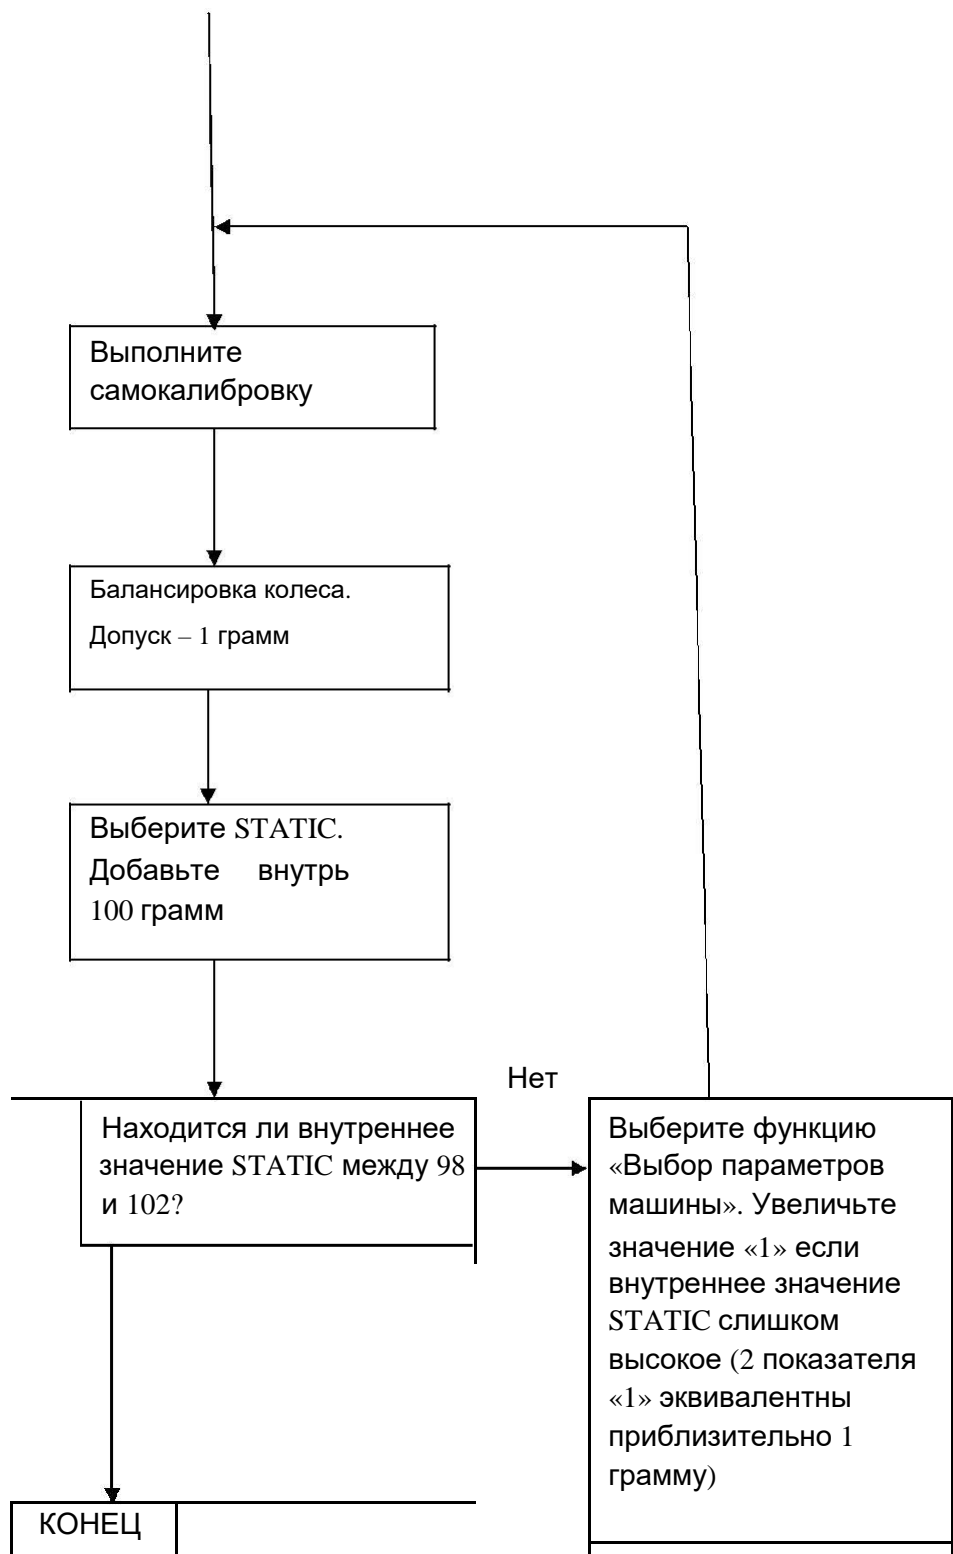 Выполните
самокалибровку
Балансировка колеса.
Допуск – 1 грамм
Выберите STATIC.
Добавьте внутрь
100 грамм
Нет
Находится ли внутреннее
значение STATIC между 98
и 102?
Выберите функцию
«Выбор параметров
машины». Увеличьте
значение «1» если
внутреннее значение
STATIC слишком
высокое (2 показателя
«1» эквивалентны
приблизительно 1
грамму)
КОНЕЦ